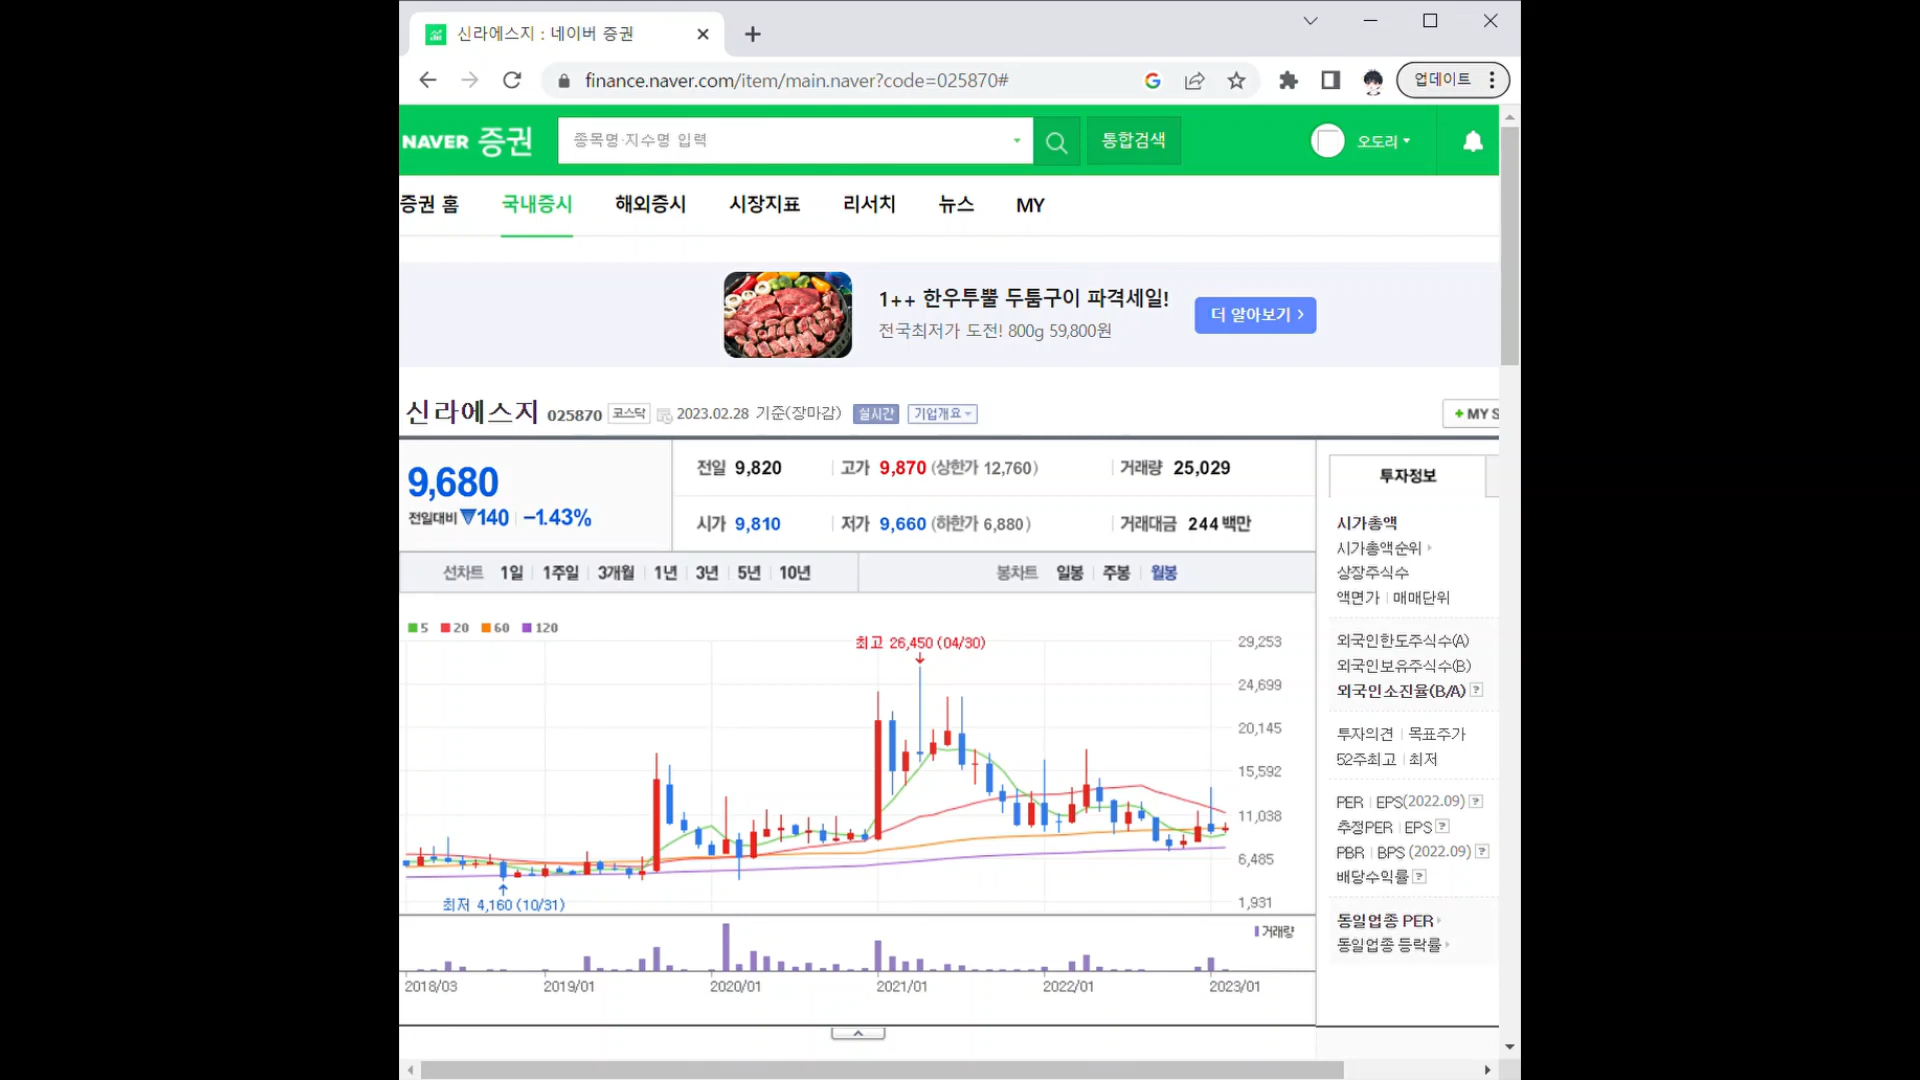 신라에스지 : 네이버 증권
finance.naver.com/item/main.naver?code=025870#
업데이트
NAVER 증권
종목명·지수명 입력
통합검색
오도리
증권 홈 국내증시 해외증시 시장지표 리서치 뉴스 MY
1++ 한우투뿔 두툼구이 파격세일!
전국최저가 도전! 800g 59,800원
더 알아보기 >
신라에스지 025870 코스닥 2023.02.28 기준(장마감) 실시간 기업개요
+ MY S
9,680
전일대비 ▼140 | -1.43%
전일 9,820 | 고가 9,870 (상한가 12,760) | 거래량 25,029
시가 9,810 | 저가 9,660 (하한가 6,880) | 거래대금 244 백만
선차트 1일 1주일 3개월 1년 3년 5년 10년
봉차트 일봉 주봉 월봉
5 20 60 120
최고 26,450 (04/30)
29,253
24,699
20,145
15,592
11,038
6,485
1,931
최저 4,160 (10/31)
거래량
2018/03 2019/01 2020/01 2021/01 2022/01 2023/01
투자정보
시가총액
시가총액순위
상장주식수
액면가 | 매매단위
외국인한도주식수(A)
외국인보유주식수(B)
외국인소진율(B/A) ?
투자의견 | 목표주가
52주최고 | 최저
PER | EPS(2022.09) ?
추정PER | EPS ?
PBR | BPS (2022.09) ?
배당수익률 ?
동일업종 PER
동일업종 등락률